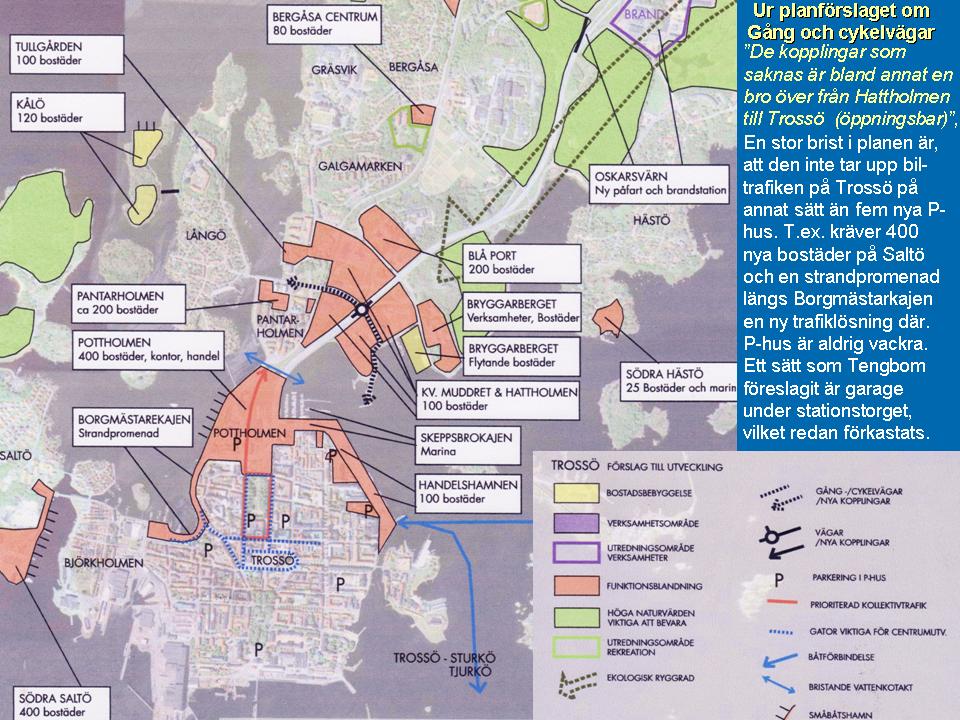 BERGÅSA CENTRUM
80 bostäder
BRAND
TULLGÅRDEN
100 bostäder
GRÄSVIK
BERGÅSA
KÅLÖ
120 bostäder
GALGAMARKEN
OSKARSVÄRN
Ny påfart och brandstation
LÅNGÖ
HÄSTÖ
BLÅ PORT
200 bostäder
PANTARHOLMEN
ca 200 bostäder
PANTAR-
HOLMEN
BRYGGARBERGET
Verksamheter, Bostäder
POTTHOLMEN
400 bostäder, kontor, handel
BRYGGARBERGET
Flytande bostäder
SÖDRA HÄSTÖ
25 Bostäder och marin
KV. MUDDRET & HATTHOLMEN
100 bostäder
BORGMÄSTAREKAJEN
Strandpromenad
POTTHOLMEN
SKEPPSBROKAJEN
Marina
SALTÖ
HANDELSHAMNEN
100 bostäder
P
P
P
P
P
P
P
P
P
BJÖRKHOLMEN
TROSSÖ
TROSSÖ - STURKÖ
TJURKÖ
SÖDRA SALTÖ
400 bostäder
Ur planförslaget om
Gång och cykelvägar
”De kopplingar som
saknas är bland annat en
bro över från Hattholmen
till Trossö (öppningsbar)”,
En stor brist i planen är,
att den inte tar upp bil-
trafiken på Trossö på
annat sätt än fem nya P-
hus. T.ex. kräver 400
nya bostäder på Saltö
och en strandpromenad
längs Borgmästarkajen
en ny trafiklösning där.
P-hus är aldrig vackra.
Ett sätt som Tengbom
föreslagit är garage
under stationstorget,
vilket redan förkastats.
TROSSÖ FÖRSLAG TILL UTVECKLING
BOSTADSBEBYGGELSE
VERKSAMHETSOMRÅDE
UTREDNINGSOMRÅDE
VERKSAMHETER
FUNKTIONSBLANDNING
HÖGA NATURVÄRDEN
VIKTIGA ATT BEVARA
UTREDNINGSOMRÅDE
REKREATION
EKOLOGISK RYGGRAD
GÅNG -/CYKELVÄGAR
/NYA KOPPLINGAR
VÄGAR
/NYA KOPPLINGAR
P PARKERING I P-HUS
PRIORITERAD KOLLEKTIVTRAFIK
GATOR VIKTIGA FÖR CENTRUMUTV.
BÅTFÖRBINDELSE
BRISTANDE VATTENKOTAKT
SMÅBÅTSHAMN